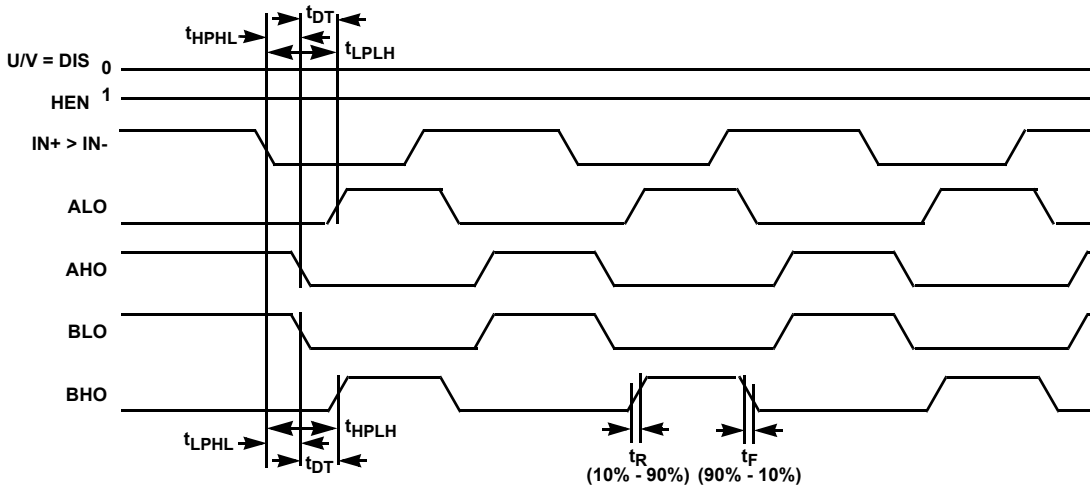 tDT
tHPHL
tLPLH
U/V = DIS 0
HEN 1
IN+ > IN-
ALO
AHO
BLO
BHO
tHPLH
tLPHL
tDT
tR
(10% - 90%)
tF
(90% - 10%)